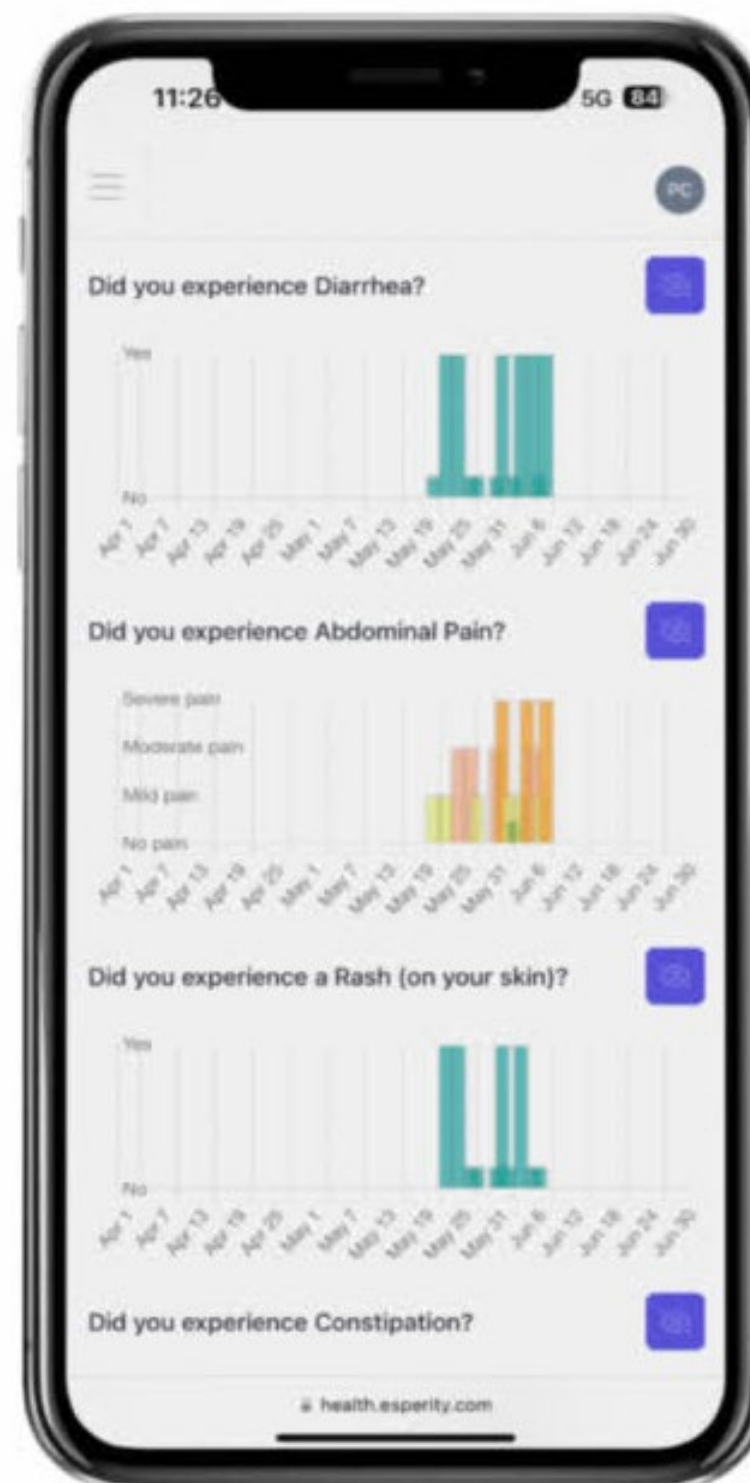 11:26 5G 84
PC
Did you experience Diarrhea?
Yes
No
Apr 1 Apr 7 Apr 13 Apr 19 Apr 25 May 1 May 7 May 13 May 19 May 25 May 31 Jun 6 Jun 12 Jun 18 Jun 24 Jun 30
Did you experience Abdominal Pain?
Severe pain
Moderate pain
Mild pain
No pain
Apr 1 Apr 7 Apr 13 Apr 19 Apr 25 May 1 May 7 May 13 May 19 May 25 May 31 Jun 6 Jun 12 Jun 18 Jun 24 Jun 30
Did you experience a Rash (on your skin)?
Yes
No
Apr 1 Apr 7 Apr 13 Apr 19 Apr 25 May 1 May 7 May 13 May 19 May 25 May 31 Jun 6 Jun 12 Jun 18 Jun 24 Jun 30
Did you experience Constipation?
health.esperity.com